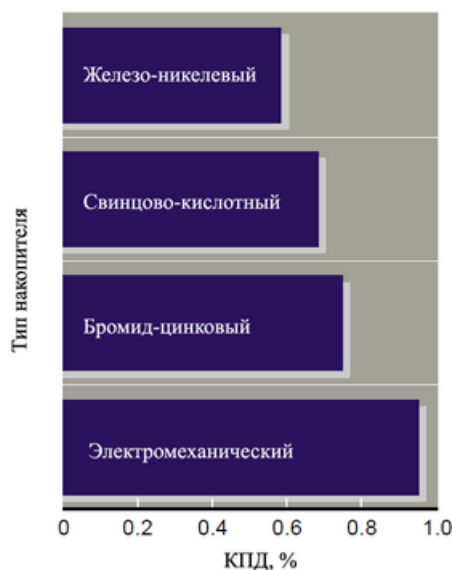 Тип накопителя
Железо-никелевый
Свинцово-кислотный
Бромид-цинковый
Электромеханический
0 0.2 0.4 0.6 0.8 1.0
КПД, %